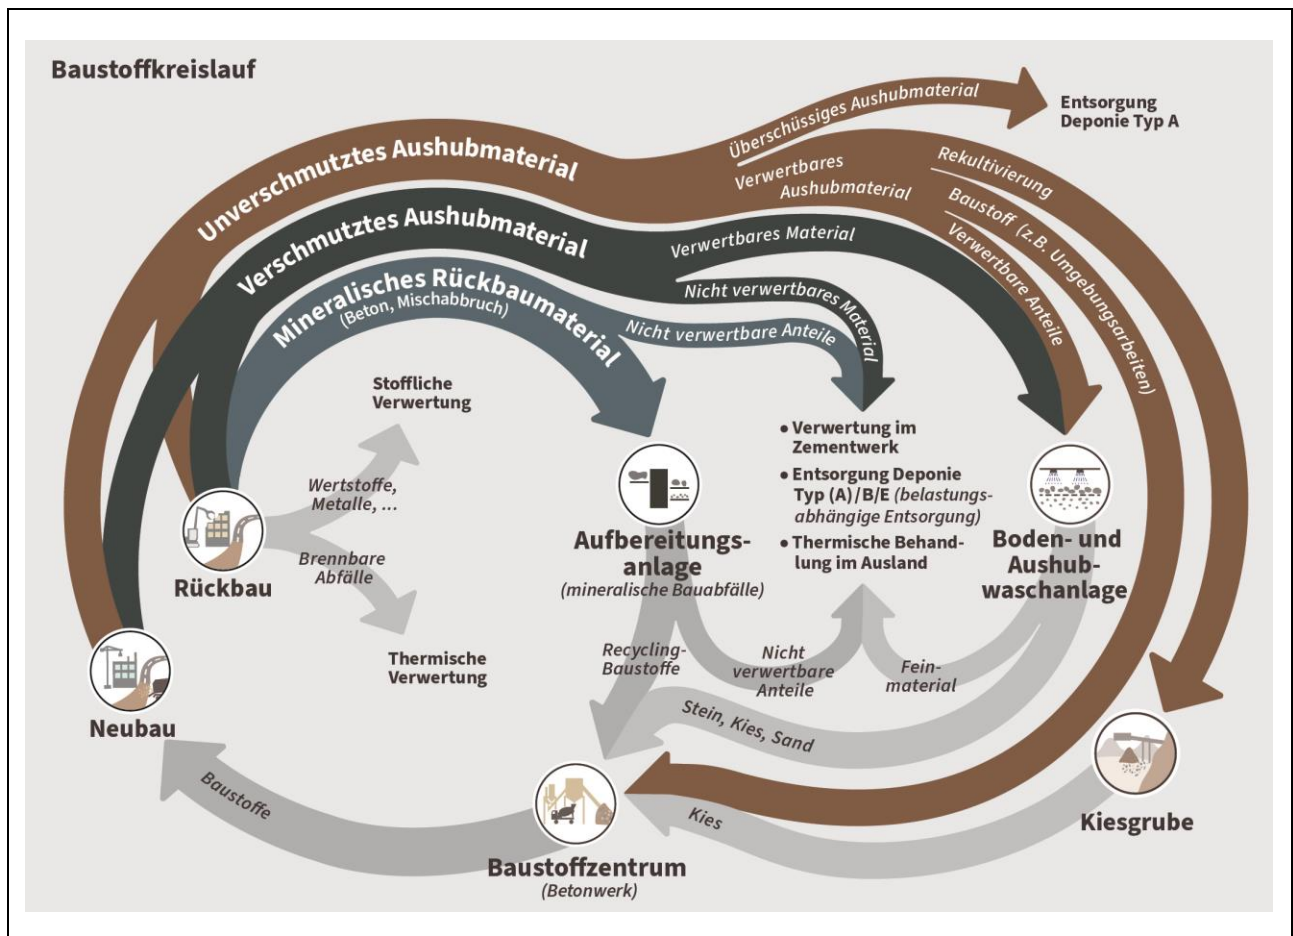 Baustoffkreislauf
Überschüssiges Aushubmaterial
Entsorgung
Deponie Typ A
Unverschmutztes Aushubmaterial
Verwertbares
Aushubmaterial
Rekultivierung
Baustoff (z.B. Umgebungsarbeiten)
Verwertbare Anteile
Verschmutztes Aushubmaterial
Verwertbares Material
Nicht verwertbares Material
Mineralisches Rückbaumaterial
(Beton, Mischabbruch)
Nicht verwertbare Anteile
Stoffliche
Verwertung
Wertstoffe,
Metalle, ...
Brennbare
Abfälle
Thermische
Verwertung
Rückbau
Neubau
Aufbereitungs-
anlage
(mineralische Bauabfälle)
• Verwertung im
Zementwerk
• Entsorgung Deponie
Typ (A)/B/E (belastungs-
abhängige Entsorgung)
• Thermische Behand-
lung im Ausland
Boden- und
Aushub-
waschanlage
Recycling-
Baustoffe
Nicht
verwertbare
Anteile
Fein-
material
Stein, Kies, Sand
Kies
Kiesgrube
Baustoffe
Baustoffzentrum
(Betonwerk)